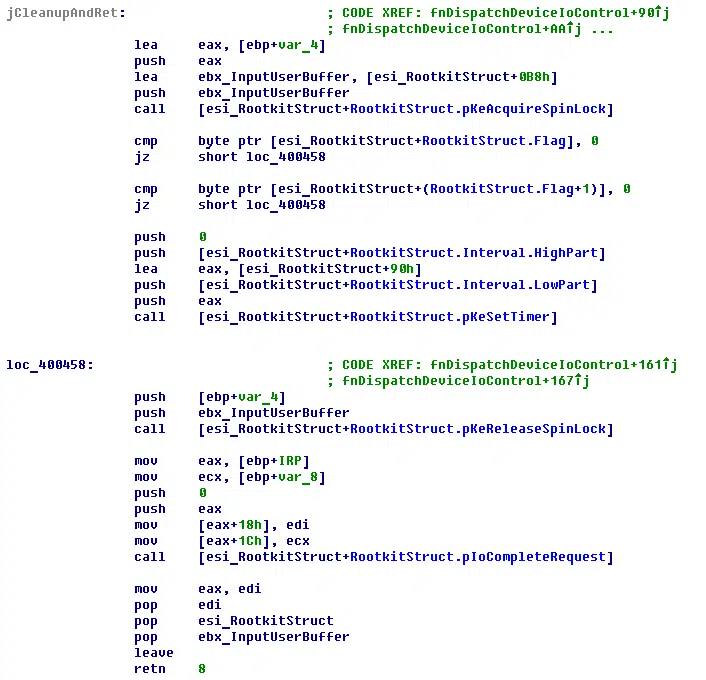 jCleanupAndRet: ; CODE XREF: fnDispatchDeviceIoControl+90↑j
; fnDispatchDeviceIoControl+AA↑j ...
lea eax, [ebp+var_4]
push eax
lea ebx_InputUserBuffer, [esi_RootkitStruct+0B8h]
push ebx_InputUserBuffer
call [esi_RootkitStruct+RootkitStruct.pKeAcquireSpinLock]
cmp byte ptr [esi_RootkitStruct+RootkitStruct.Flag], 0
jz short loc_400458
cmp byte ptr [esi_RootkitStruct+(RootkitStruct.Flag+1)], 0
jz short loc_400458
push 0
push [esi_RootkitStruct+RootkitStruct.Interval.HighPart]
lea eax, [esi_RootkitStruct+90h]
push [esi_RootkitStruct+RootkitStruct.Interval.LowPart]
push eax
call [esi_RootkitStruct+RootkitStruct.pKeSetTimer]
loc_400458: ; CODE XREF: fnDispatchDeviceIoControl+161↑j
; fnDispatchDeviceIoControl+167↑j
push [ebp+var_4]
push ebx_InputUserBuffer
call [esi_RootkitStruct+RootkitStruct.pKeReleaseSpinLock]
mov eax, [ebp+IRP]
mov ecx, [ebp+var_8]
push 0
push eax
mov [eax+18h], edi
mov [eax+1Ch], ecx
call [esi_RootkitStruct+RootkitStruct.pIoCompleteRequest]
mov eax, edi
pop edi
pop esi_RootkitStruct
pop ebx_InputUserBuffer
leave
retn 8